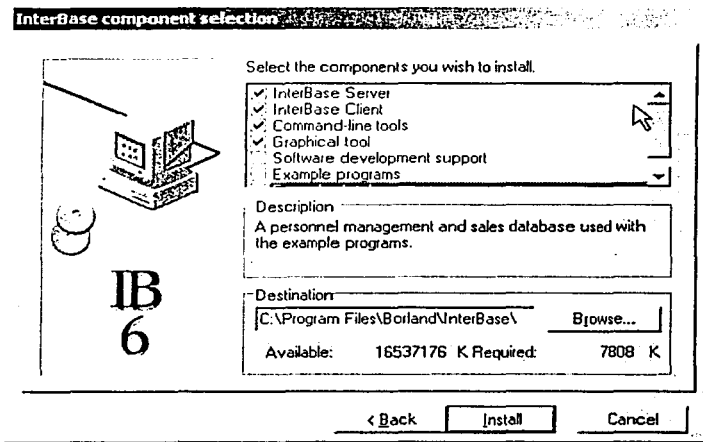 InterBase component selection
Select the components you wish to install.
InterBase Server
InterBase Client
Command-line tools
Graphical tool
Software development support
Example programs
Description
A personnel management and sales database used with
the example programs.
IB
6
Destination
C:\Program Files\Borland\InterBase\ Browse...
Available: 16537176 K Required: 7808 K
< Back Install Cancel